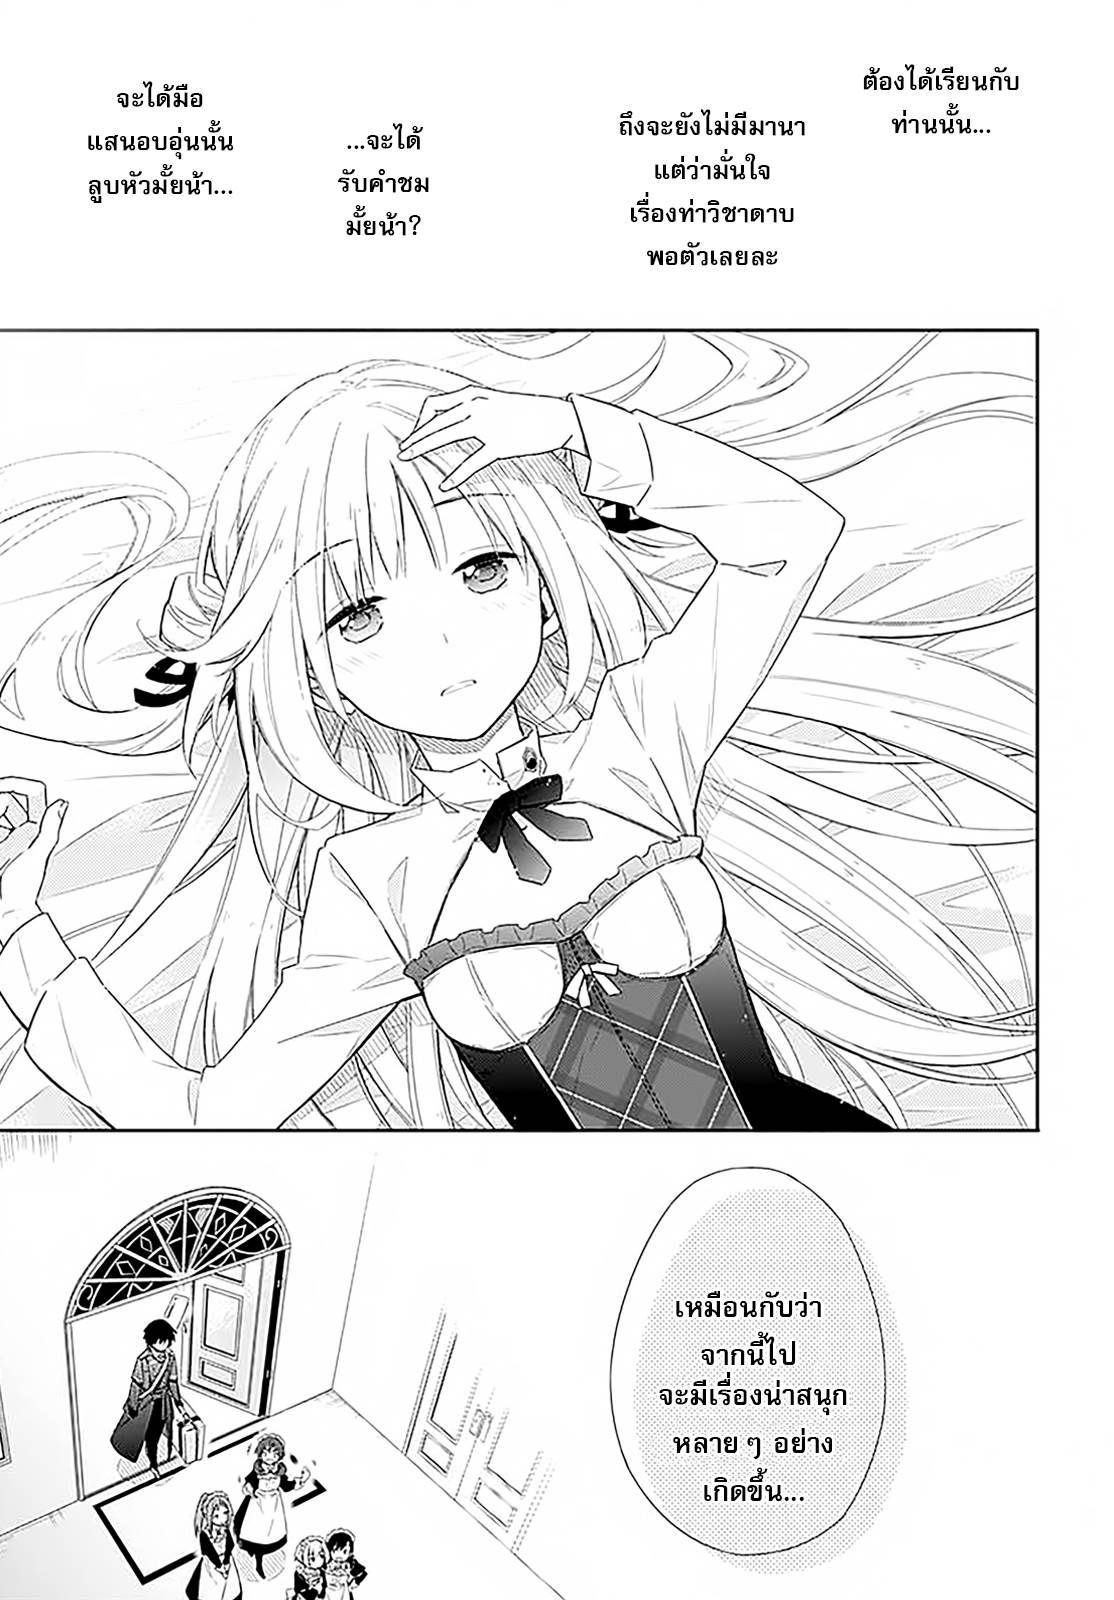 ต้องได้เรียนกับ
ท่านนั้น...
ถึงจะยังไม่มีมานา
แต่ว่ามั่นใจ
เรื่องท่าวิชาดาบ
พอตัวเลยละ
...จะได้
รับคำชม
มั้ยน้า?
จะได้มือ
แสนอบอุ่นนั้น
ลูบหัวมั้ยน้า...
เหมือนกับว่า
จากนี้ไป
จะมีเรื่องน่าสนุก
หลาย ๆ อย่าง
เกิดขึ้น...